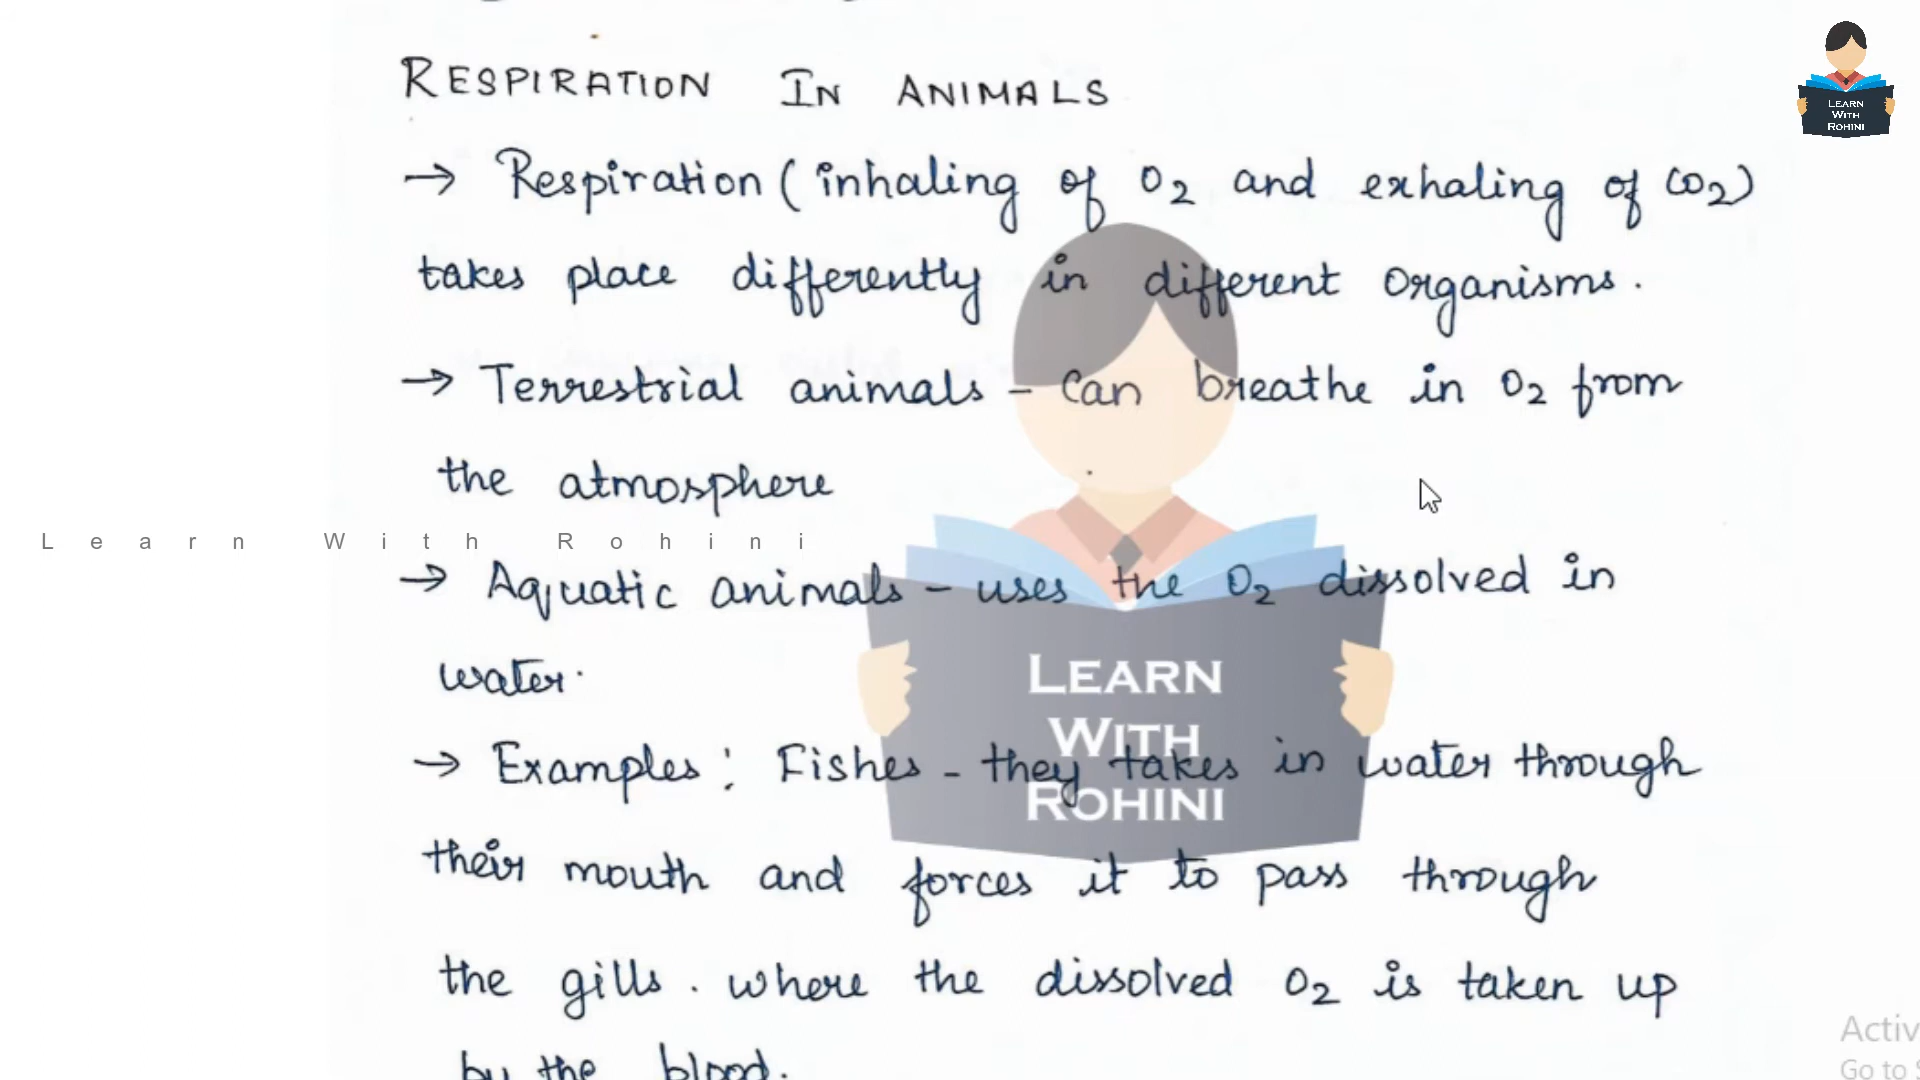 RESPIRATION IN ANIMALS
LEARN
WITH
ROHINI
→ Respiration (inhaling of O2 and exhaling of CO2)
takes place differently in different organisms.
→ Terrestrial animals - can breathe in O2 from
the atmosphere
Learn With Rohini
→ Aquatic animals - uses the O2 dissolved in
water.
LEARN
WITH
ROHINI
→ Examples: Fishes - they takes in water through
their mouth and forces it to pass through
the gills. where the dissolved O2 is taken up
by the blood.
Activ
Go to S